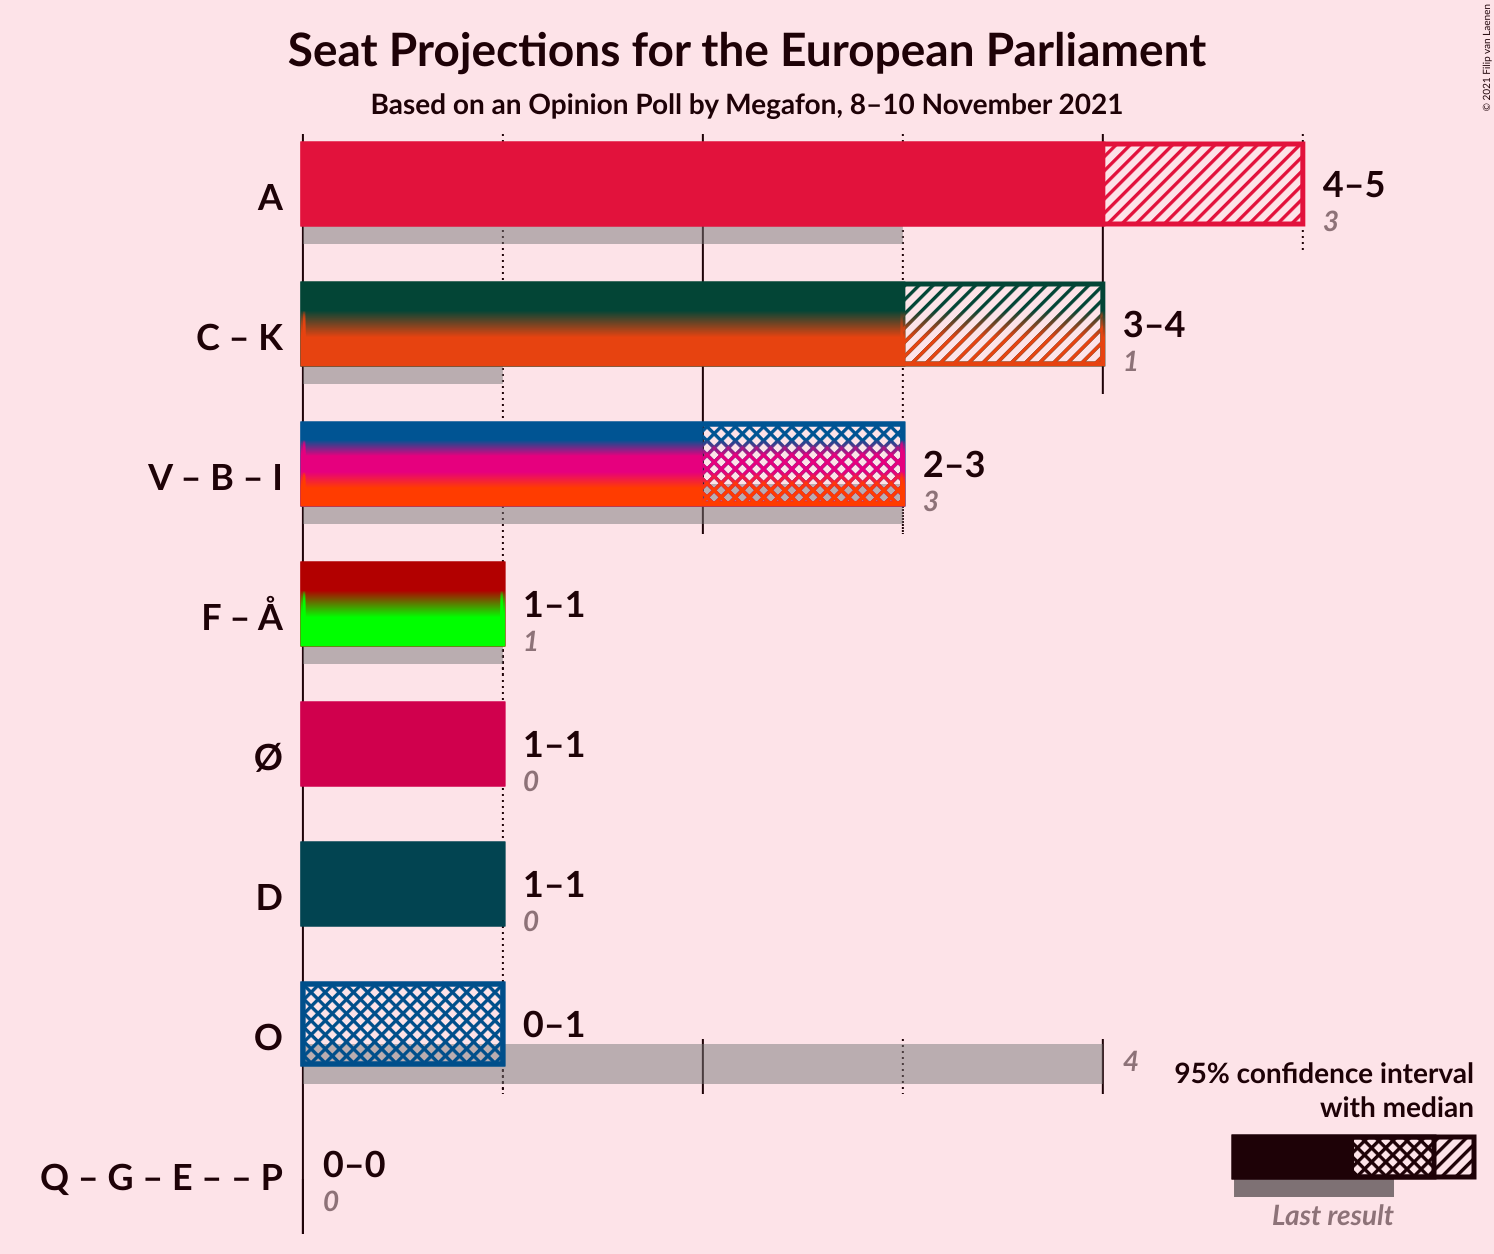 Seat Projections for the European Parliament
Based on an Opinion Poll by Megafon, 8–10 November 2021
© 2021 Filip van Laenen
A
4–5
3
C – K
3–4
1
V – B – I
2–3
3
F – Å
1–1
1
Ø
1–1
0
D
1–1
0
O
0–1
4
Q – G – E – – P
0–0
0
95% confidence interval
with median
Last result